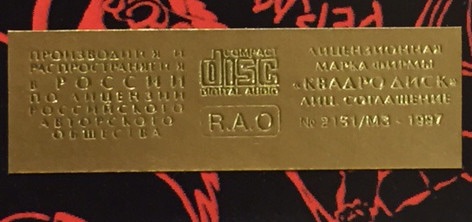 ПРОИЗВОДИТСЯ И
РАСПРОСТРАНЯЕТСЯ
В РОССИИ
ПО ЛИЦЕНЗИИ
РОССИЙСКОГО
АВТОРСКОГО
ОБЩЕСТВА
COMPACT
disc
DIGITAL AUDIO
R.A.O
ЛИЦЕНЗИОННАЯ
МАРКА ФИРМЫ
«КВАДРО ДИСК»
ЛИЦ. СОГЛАШЕНИЕ
№ 2151/МЗ - 1997